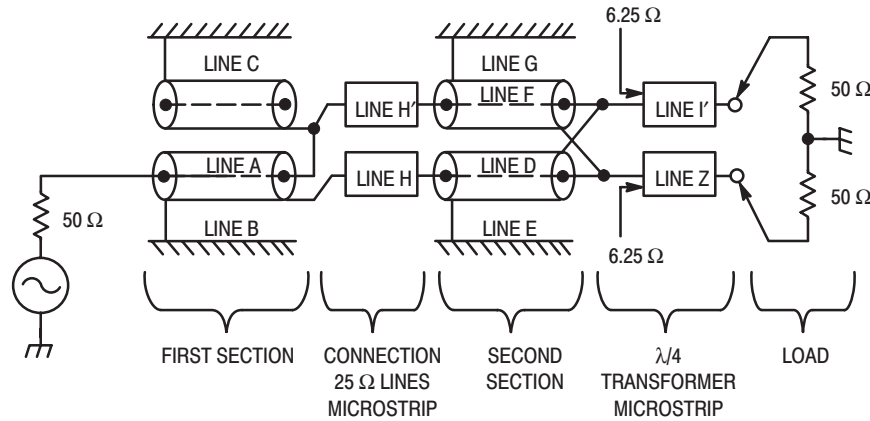 6.25 Ω
LINE C
LINE G
LINE F
LINE H′
LINE I′
50 Ω
LINE A
LINE D
LINE H
LINE Z
50 Ω
50 Ω
LINE B
LINE E
6.25 Ω
FIRST SECTION
CONNECTION
25 Ω LINES
MICROSTRIP
SECOND
SECTION
λ/4
TRANSFORMER
MICROSTRIP
LOAD